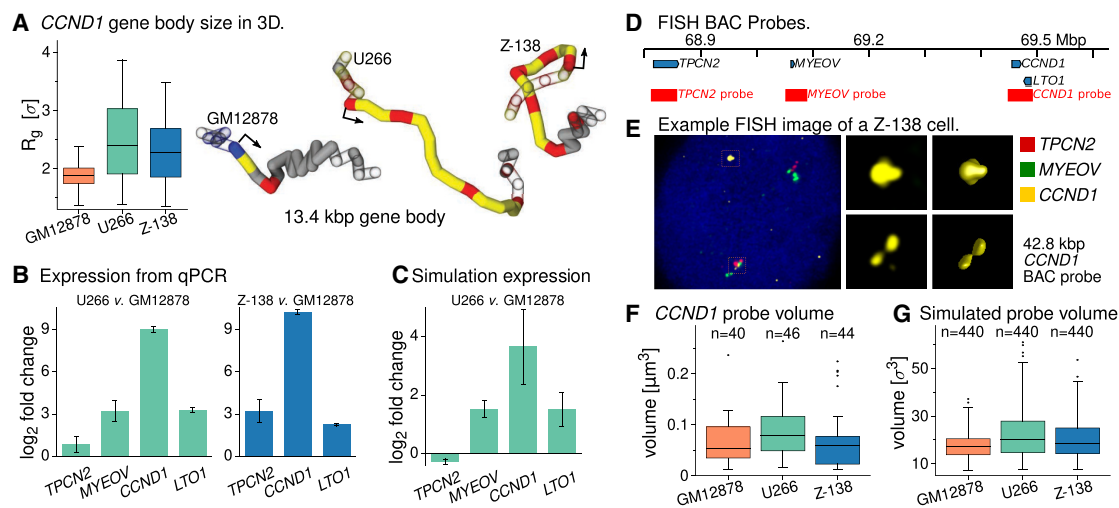 A CCND1 gene body size in 3D.
Rg [σ]
4
3
2
GM12878
U266
Z-138
GM12878
U266
Z-138
13.4 kbp gene body
B Expression from qPCR
U266 v. GM12878
Z-138 v. GM12878
log2 fold change
9
6
3
0
TPCN2
MYEOV
CCND1
LTO1
9
6
3
0
TPCN2
CCND1
LTO1
C Simulation expression
U266 v. GM12878
log2 fold change
4
2
0
TPCN2
MYEOV
CCND1
LTO1
D FISH BAC Probes.
68.9 69.2 69.5 Mbp
TPCN2 MYEOV CCND1
LTO1
TPCN2 probe MYEOV probe CCND1 probe
E Example FISH image of a Z-138 cell.
TPCN2
MYEOV
CCND1
42.8 kbp
CCND1
BAC probe
F CCND1 probe volume
n=40 n=46 n=44
volume [μm³]
0.2
0.1
0
GM12878
U266
Z-138
G Simulated probe volume
n=440 n=440 n=440
volume [σ³]
50
30
10
GM12878
U266
Z-138